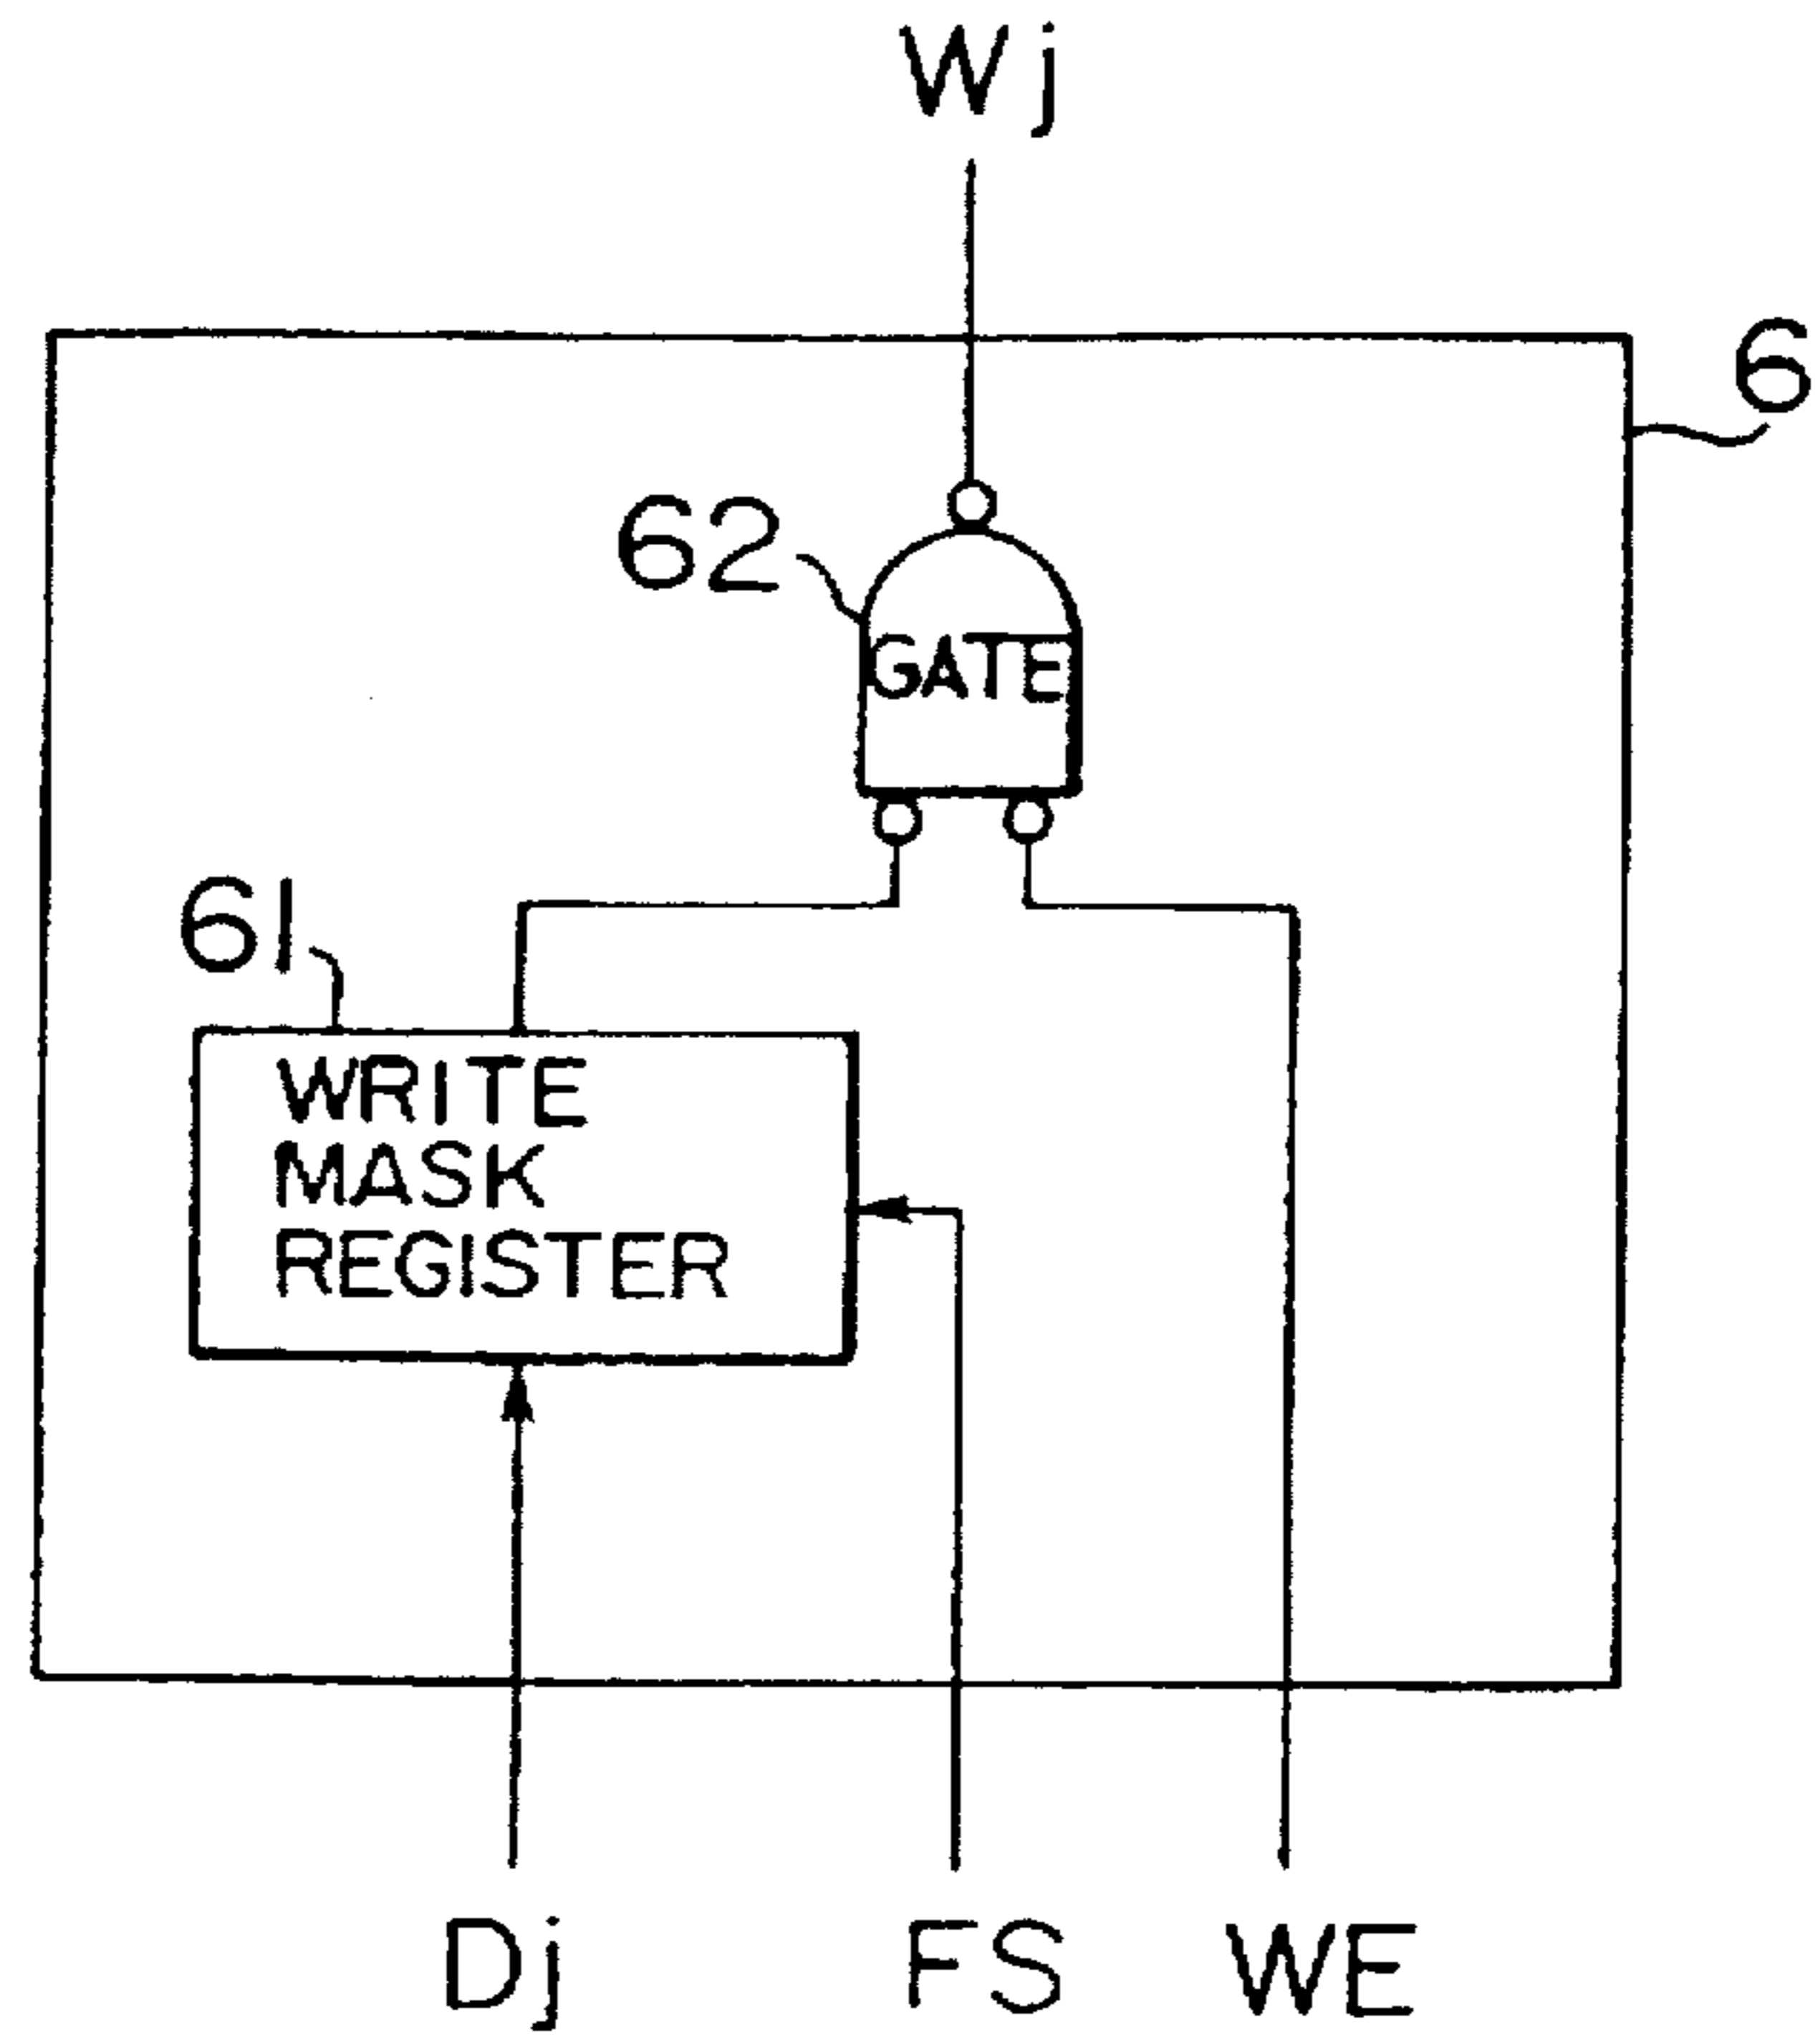 Wj
6
62
GATE
61
WRITE
MASK
REGISTER
Dj FS WE